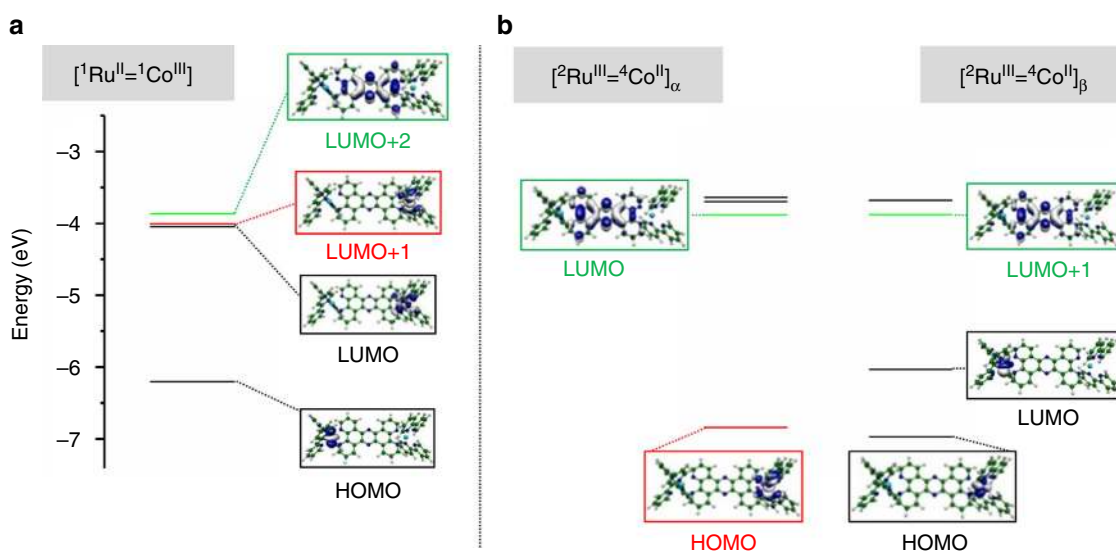 a
[¹Ruᴵᴵ=¹Coᴵᴵᴵ]
Energy (eV)
–3
–4
–5
–6
–7
LUMO+2
LUMO+1
LUMO
HOMO
b
[²Ruᴵᴵᴵ=⁴Coᴵᴵ]α
[²Ruᴵᴵᴵ=⁴Coᴵᴵ]β
LUMO
LUMO+1
LUMO
HOMO
HOMO